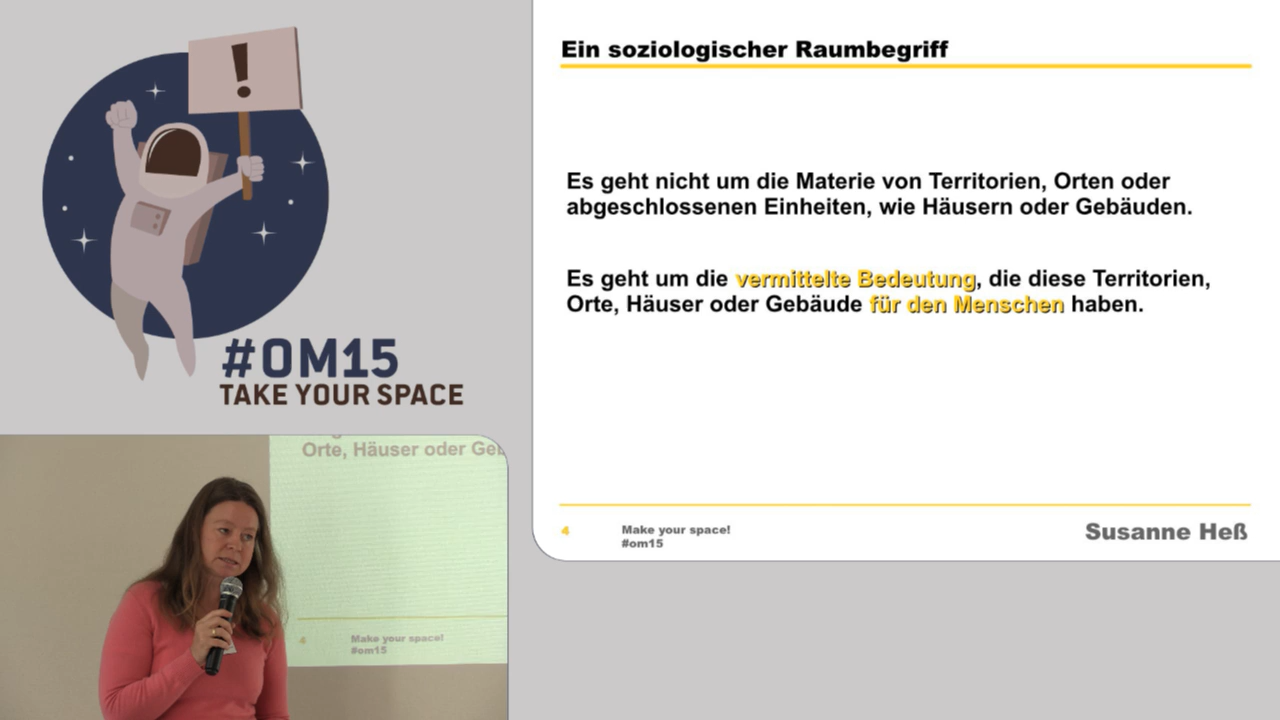 !
#OM15
TAKE YOUR SPACE
Ein soziologischer Raumbegriff
Es geht nicht um die Materie von Territorien, Orten oder
abgeschlossenen Einheiten, wie Häusern oder Gebäuden.
Es geht um die vermittelte Bedeutung, die diese Territorien,
Orte, Häuser oder Gebäude für den Menschen haben.
4
Make your space!
#om15
Susanne Heß
Orte, Häuser oder Ge
4
Make your space!
#om15